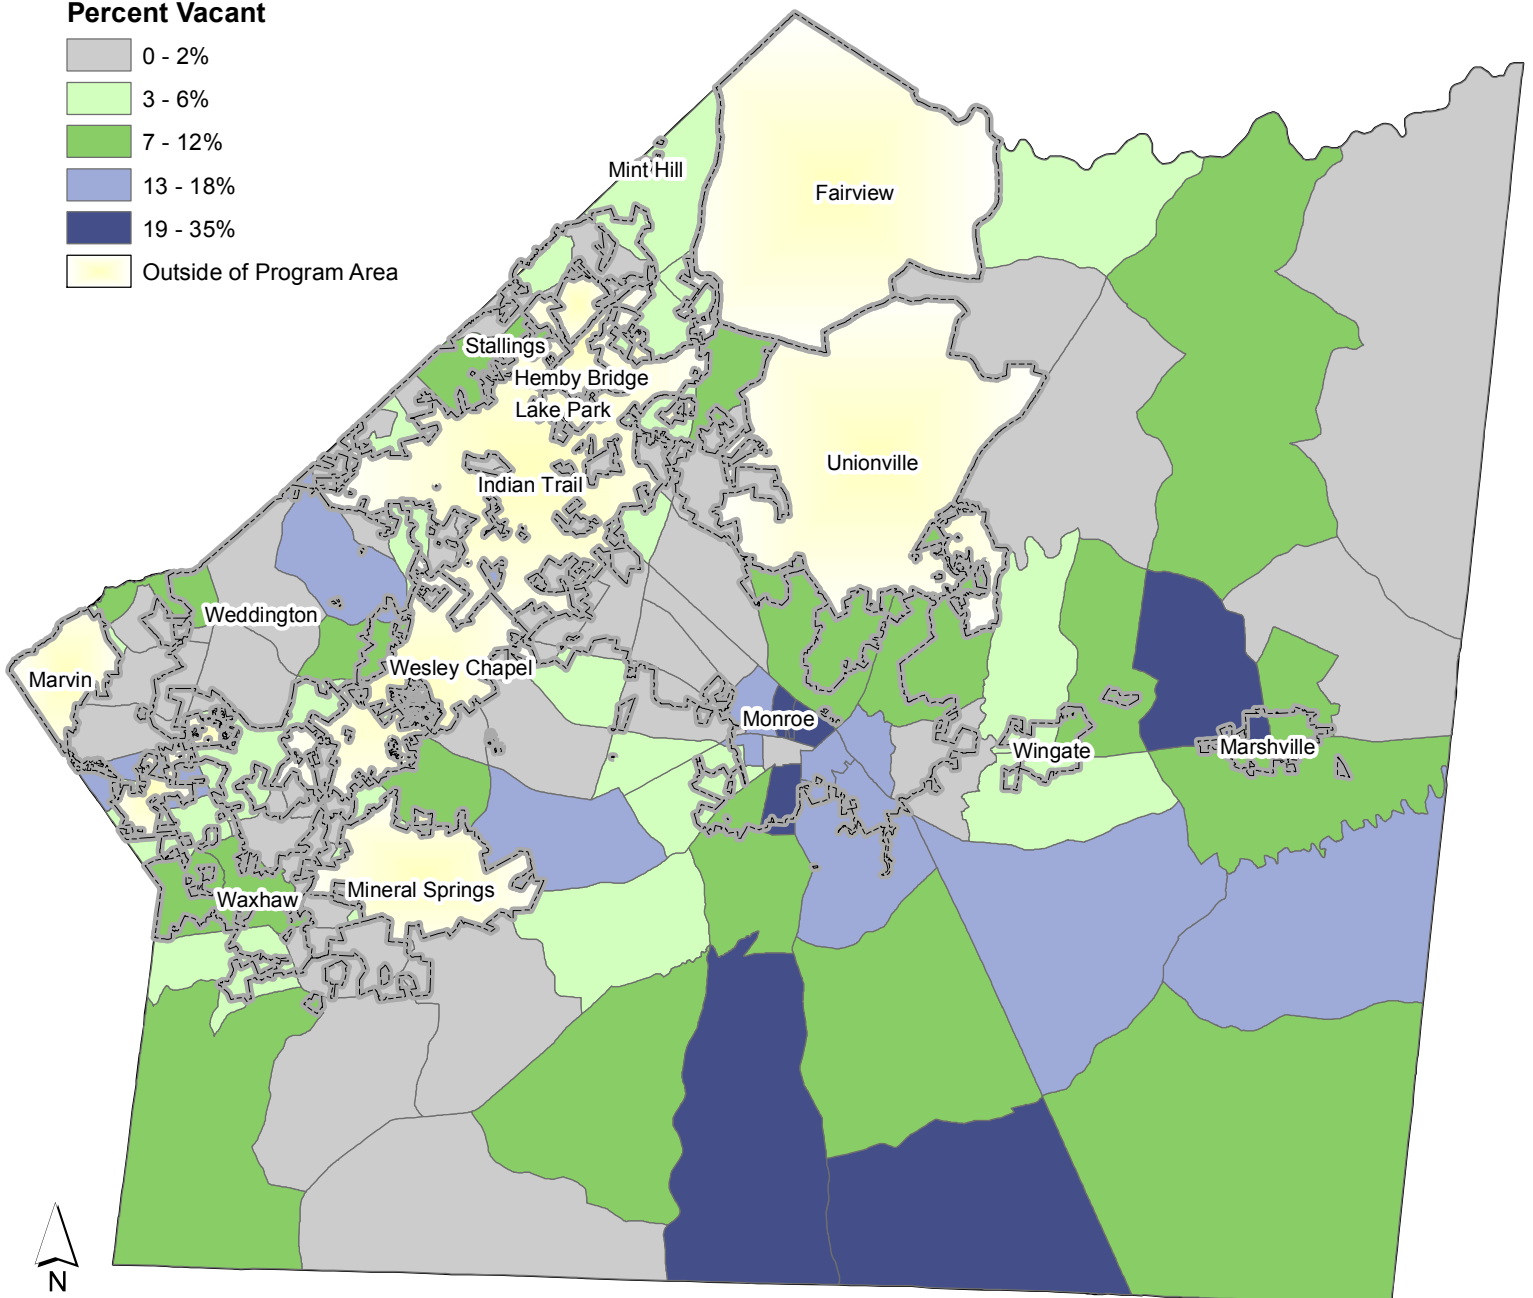 Percent Vacant
0 - 2%
3 - 6%
7 - 12%
13 - 18%
19 - 35%
Outside of Program Area
Mint Hill
Fairview
Stallings
Hemby Bridge
Lake Park
Unionville
Indian Trail
Weddington
Wesley Chapel
Marvin
Monroe
Wingate
Marshville
Mineral Springs
Waxhaw
N